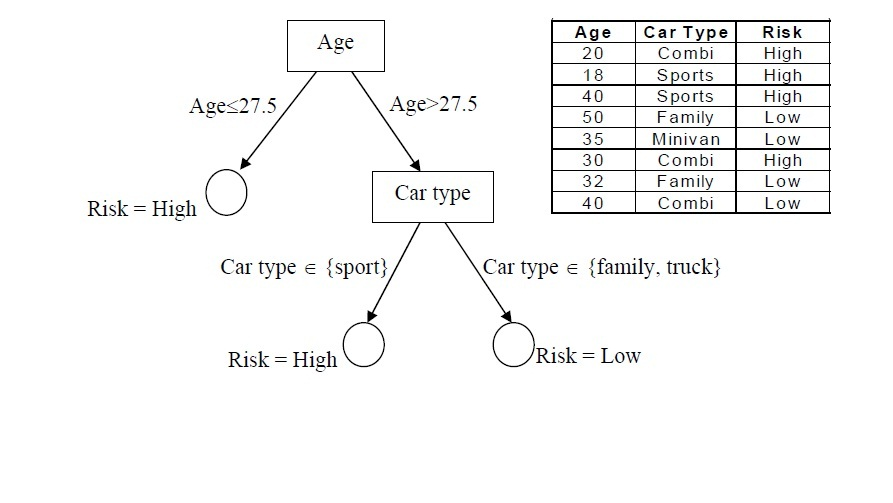 Age
Age≤27.5
Age>27.5
Risk = High
Car type
Car type ∈ {sport}
Car type ∈ {family, truck}
Risk = High
Risk = Low
Age Car Type Risk
20 Combi High
18 Sports High
40 Sports High
50 Family Low
35 Minivan Low
30 Combi High
32 Family Low
40 Combi Low